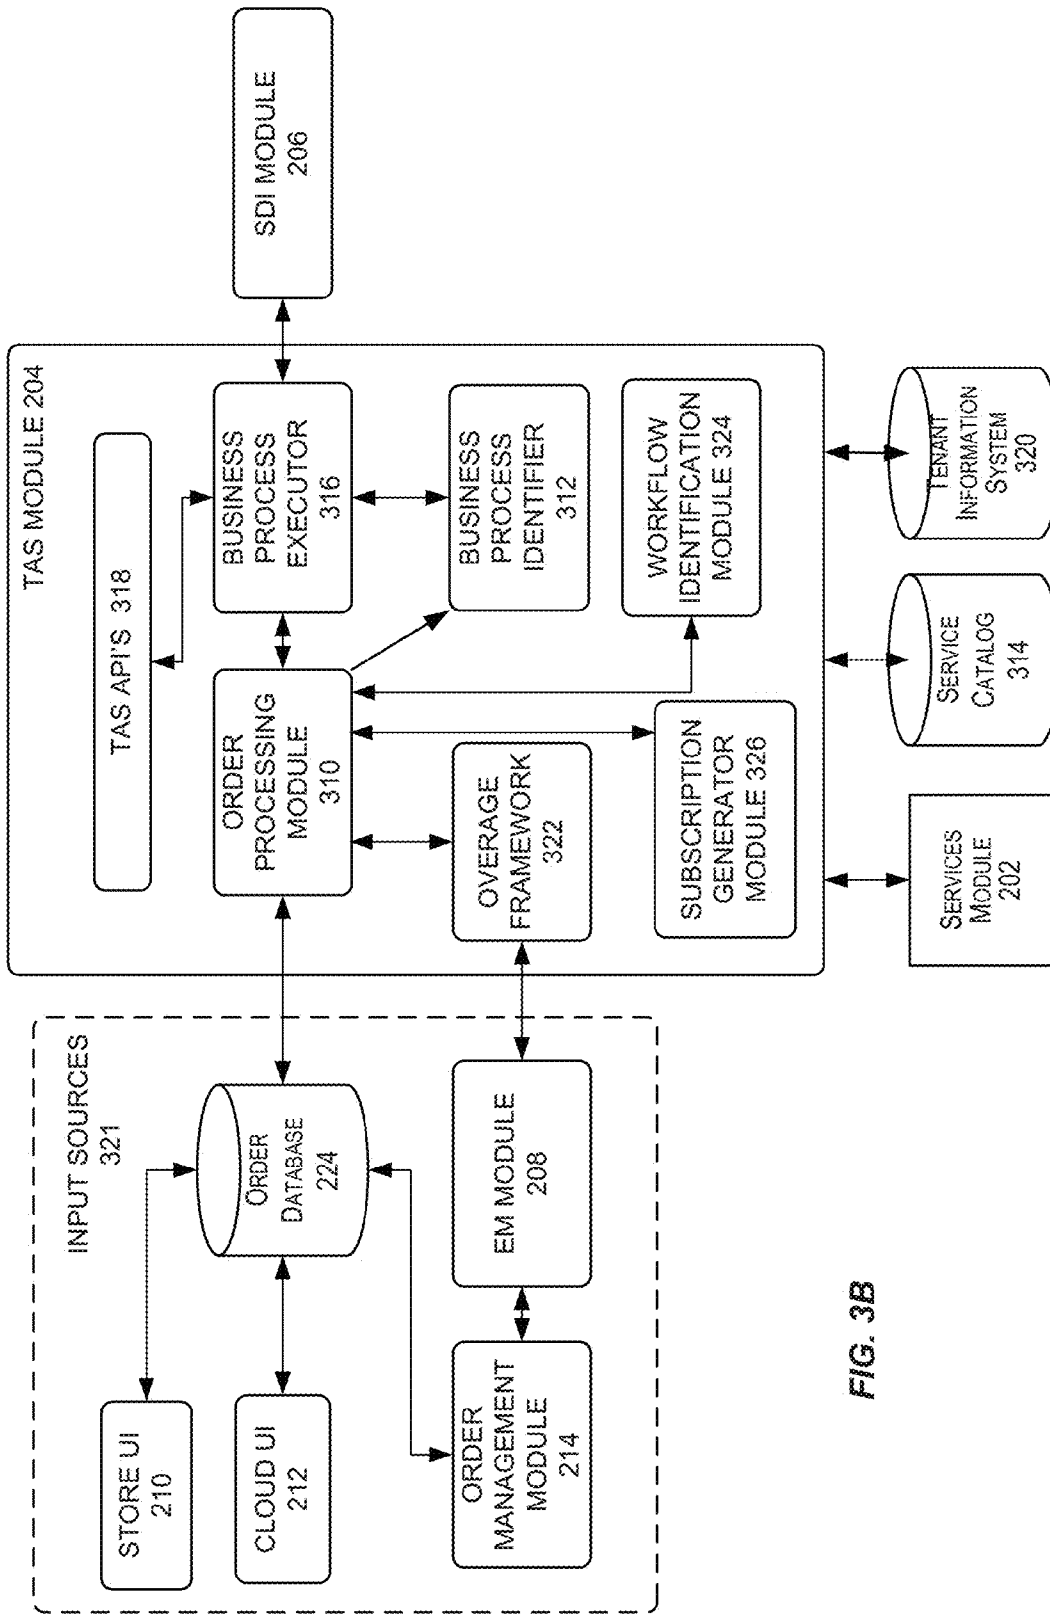 INPUT SOURCES
321
STORE UI
210
CLOUD UI
212
ORDER
MANAGEMENT
MODULE
214
ORDER
DATABASE
224
EM MODULE
208
TAS MODULE 204
TAS API'S 318
ORDER
PROCESSING
MODULE
310
BUSINESS
PROCESS
EXECUTOR
316
OVERAGE
FRAMEWORK
322
BUSINESS
PROCESS
IDENTIFIER
312
SUBSCRIPTION
GENERATOR
MODULE 326
WORKFLOW
IDENTIFICATION
MODULE 324
SDI MODULE
206
SERVICES
MODULE
202
SERVICE
CATALOG
314
TENANT
INFORMATION
SYSTEM
320
FIG. 3B